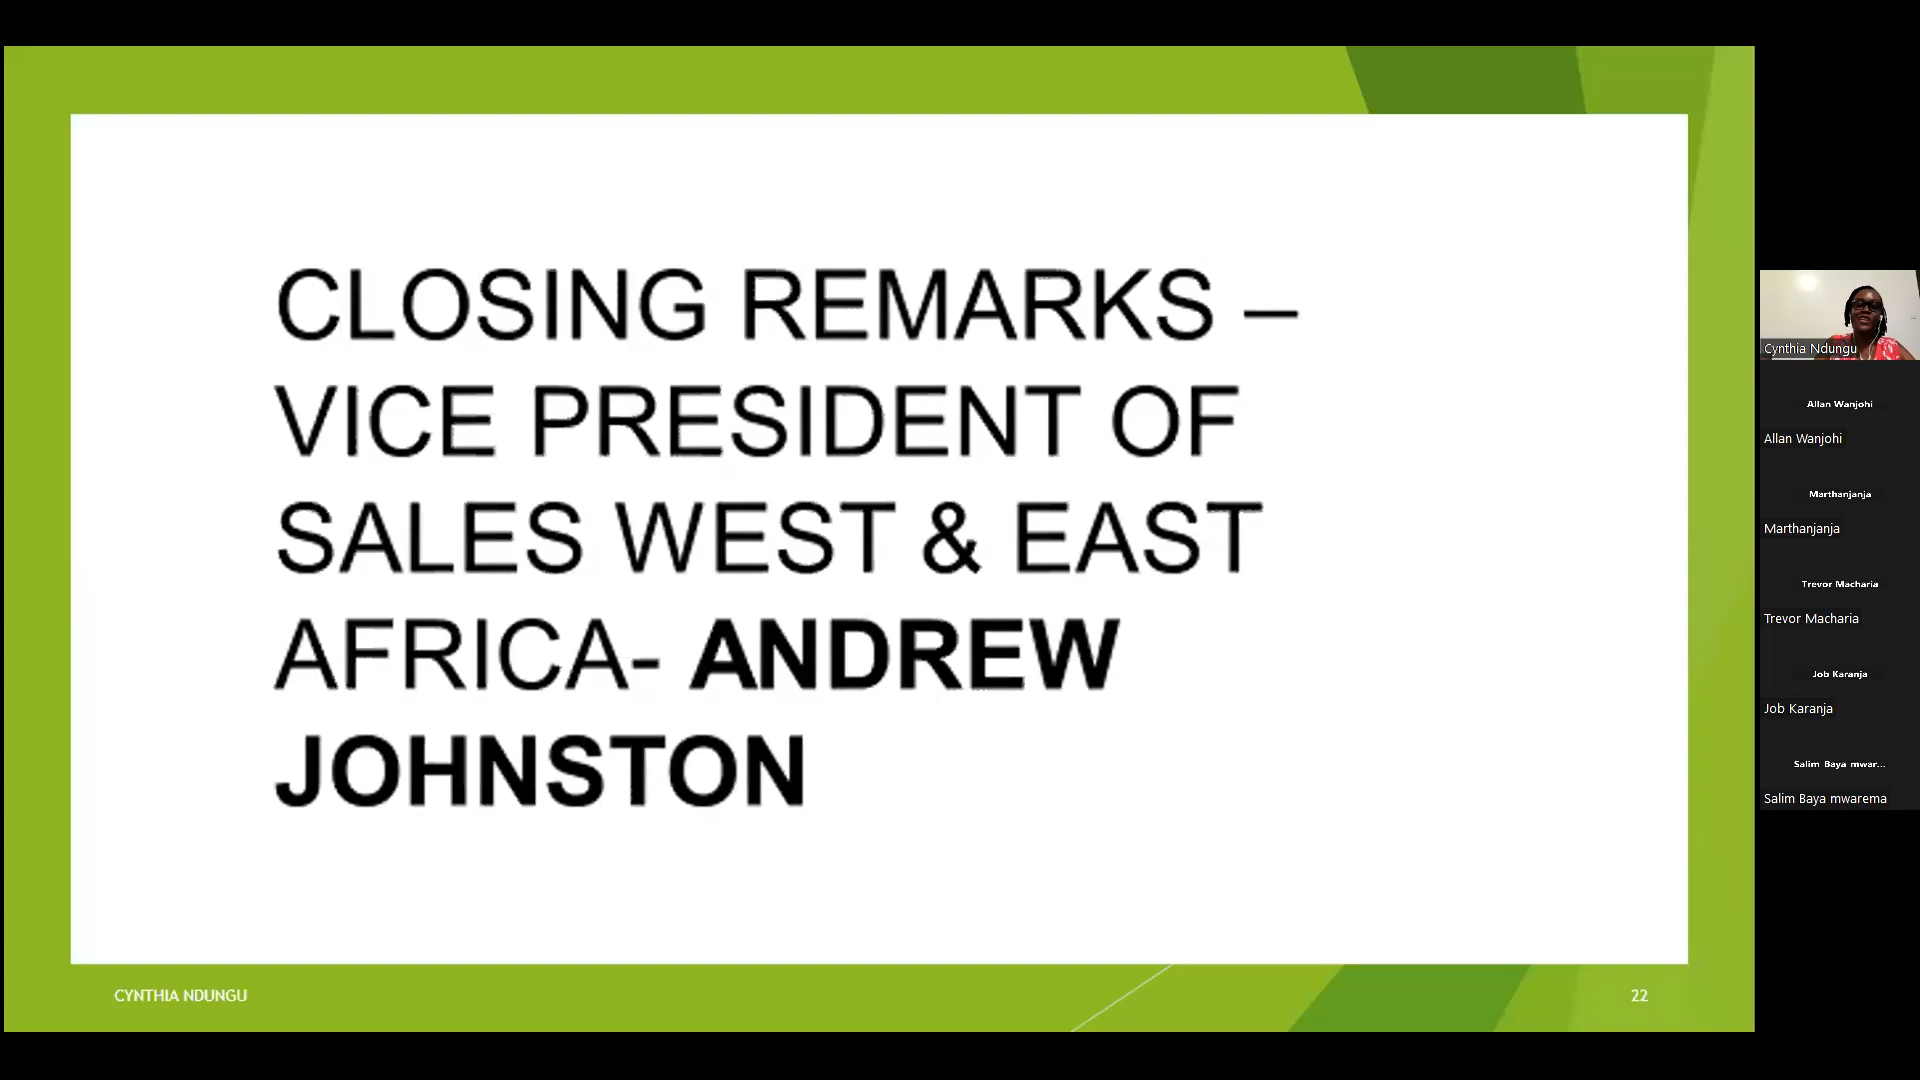 CLOSING REMARKS –
VICE PRESIDENT OF
SALES WEST & EAST
AFRICA- ANDREW
JOHNSTON
CYNTHIA NDUNGU
22
Cynthia Ndungu
Allan Wanjohi
Allan Wanjohi
Marthanjanja
Marthanjanja
Trevor Macharia
Trevor Macharia
Job Karanja
Job Karanja
Salim Baya mwar...
Salim Baya mwarema